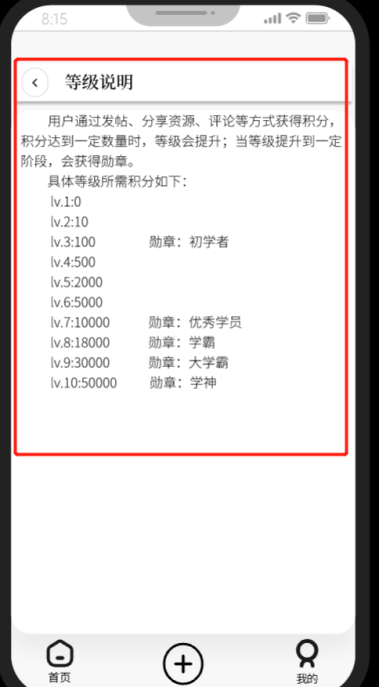 8:15
等级说明
用户通过发帖、分享资源、评论等方式获得积分，
积分达到一定数量时，等级会提升；当等级提升到一定
阶段，会获得勋章。
具体等级所需积分如下：
lv.1:0
lv.2:10
lv.3:100 勋章：初学者
lv.4:500
lv.5:2000
lv.6:5000
lv.7:10000 勋章：优秀学员
lv.8:18000 勋章：学霸
lv.9:30000 勋章：大学霸
lv.10:50000 勋章：学神
首页
我的